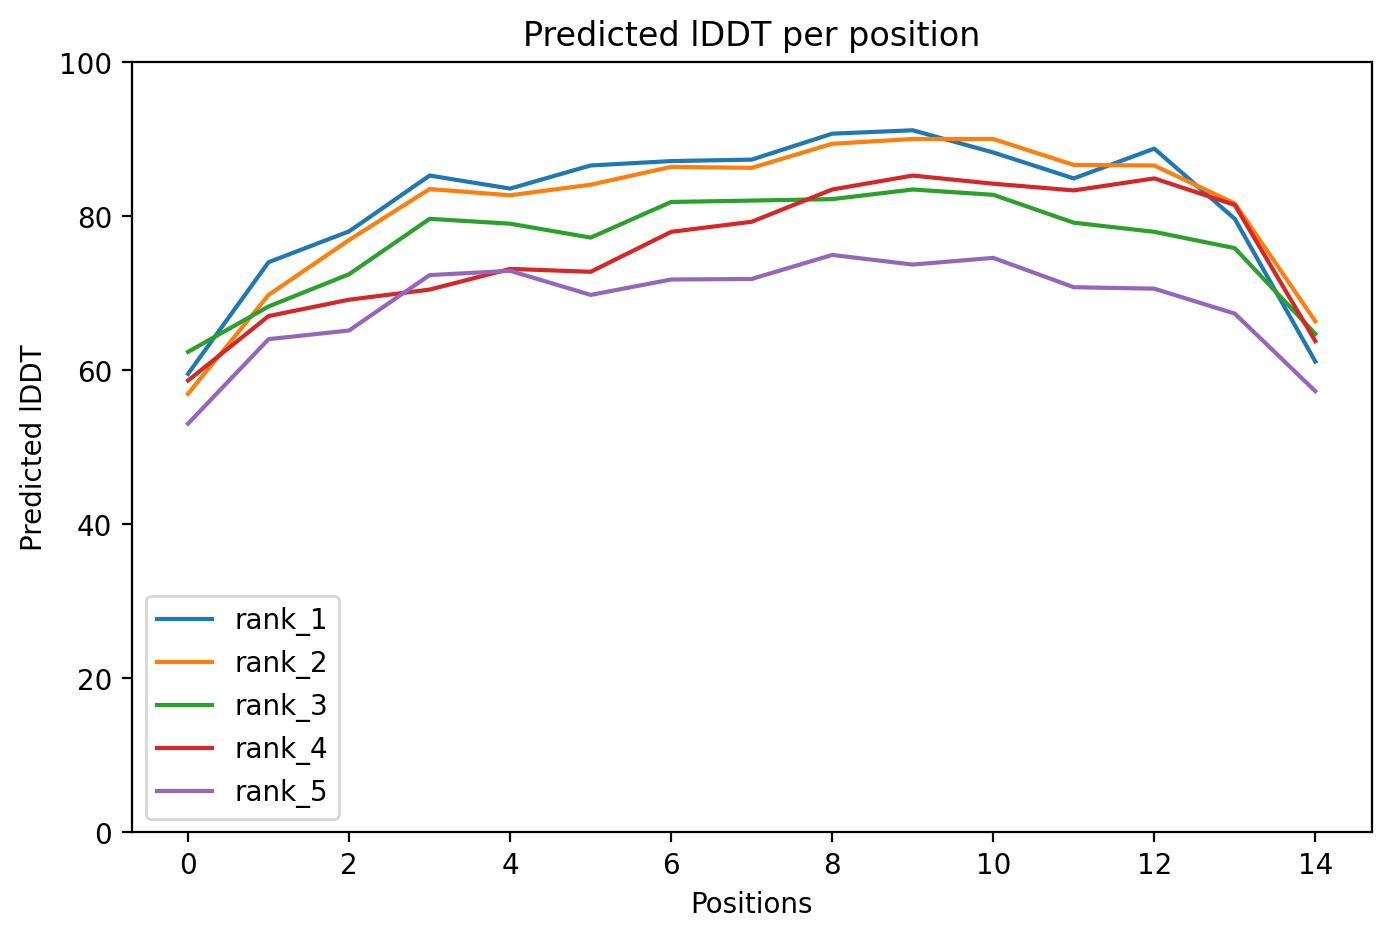 Predicted lDDT per position
100
80
60
40
20
0
Predicted lDDT
rank_1
rank_2
rank_3
rank_4
rank_5
0 2 4 6 8 10 12 14
Positions